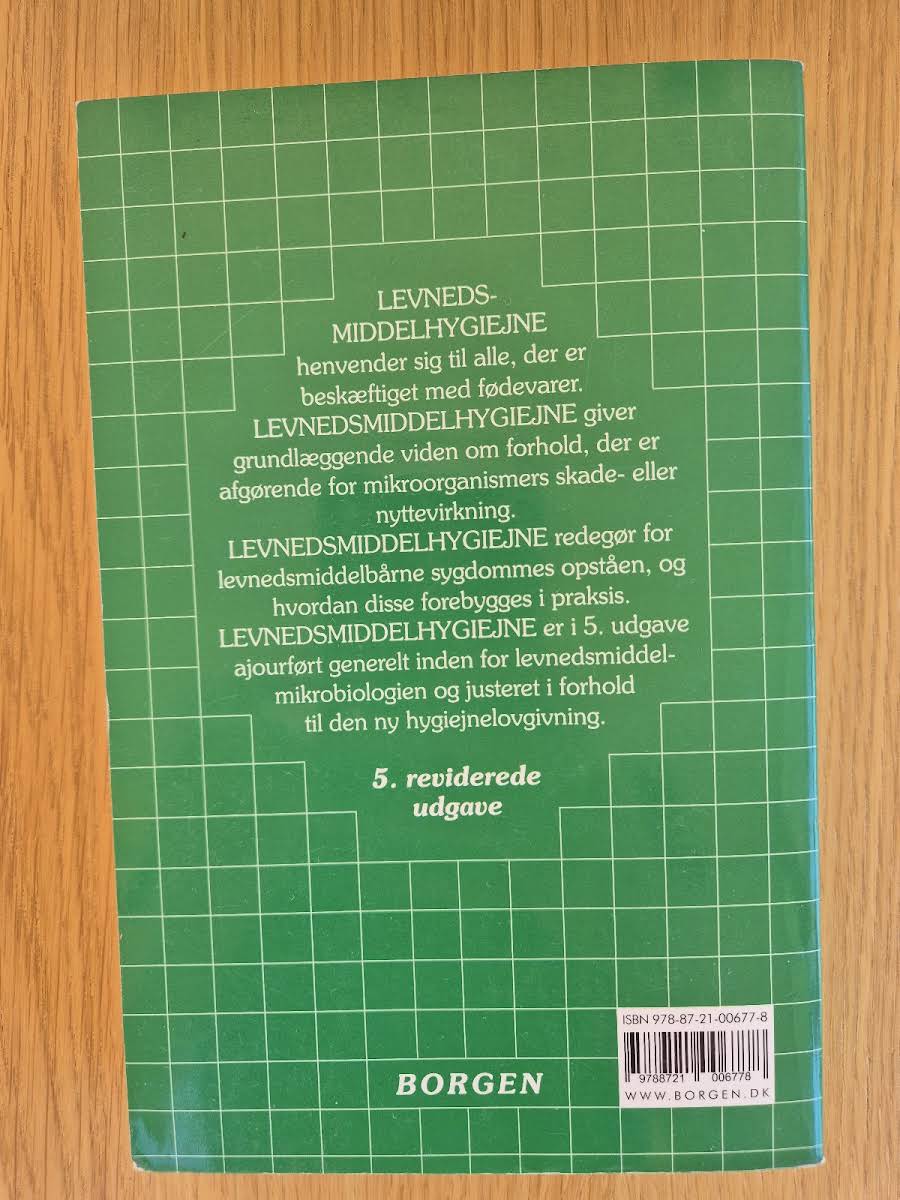 LEVNEDS-
MIDDELHYGIEJNE
henvender sig til alle, der er
beskæftiget med fødevarer.
LEVNEDSMIDDELHYGIEJNE giver
grundlæggende viden om forhold, der er
afgørende for mikroorganismers skade- eller
nyttevirkning.
LEVNEDSMIDDELHYGIEJNE redegør for
levnedsmiddelbårne sygdommes opståen, og
hvordan disse forebygges i praksis.
LEVNEDSMIDDELHYGIEJNE er i 5. udgave
ajourført generelt inden for levnedsmiddel-
mikrobiologien og justeret i forhold
til den ny hygiejnelovgivning.
5. reviderede
udgave
ISBN 978-87-21-00677-8
9788721 006778
WWW.BORGEN.DK
BORGEN